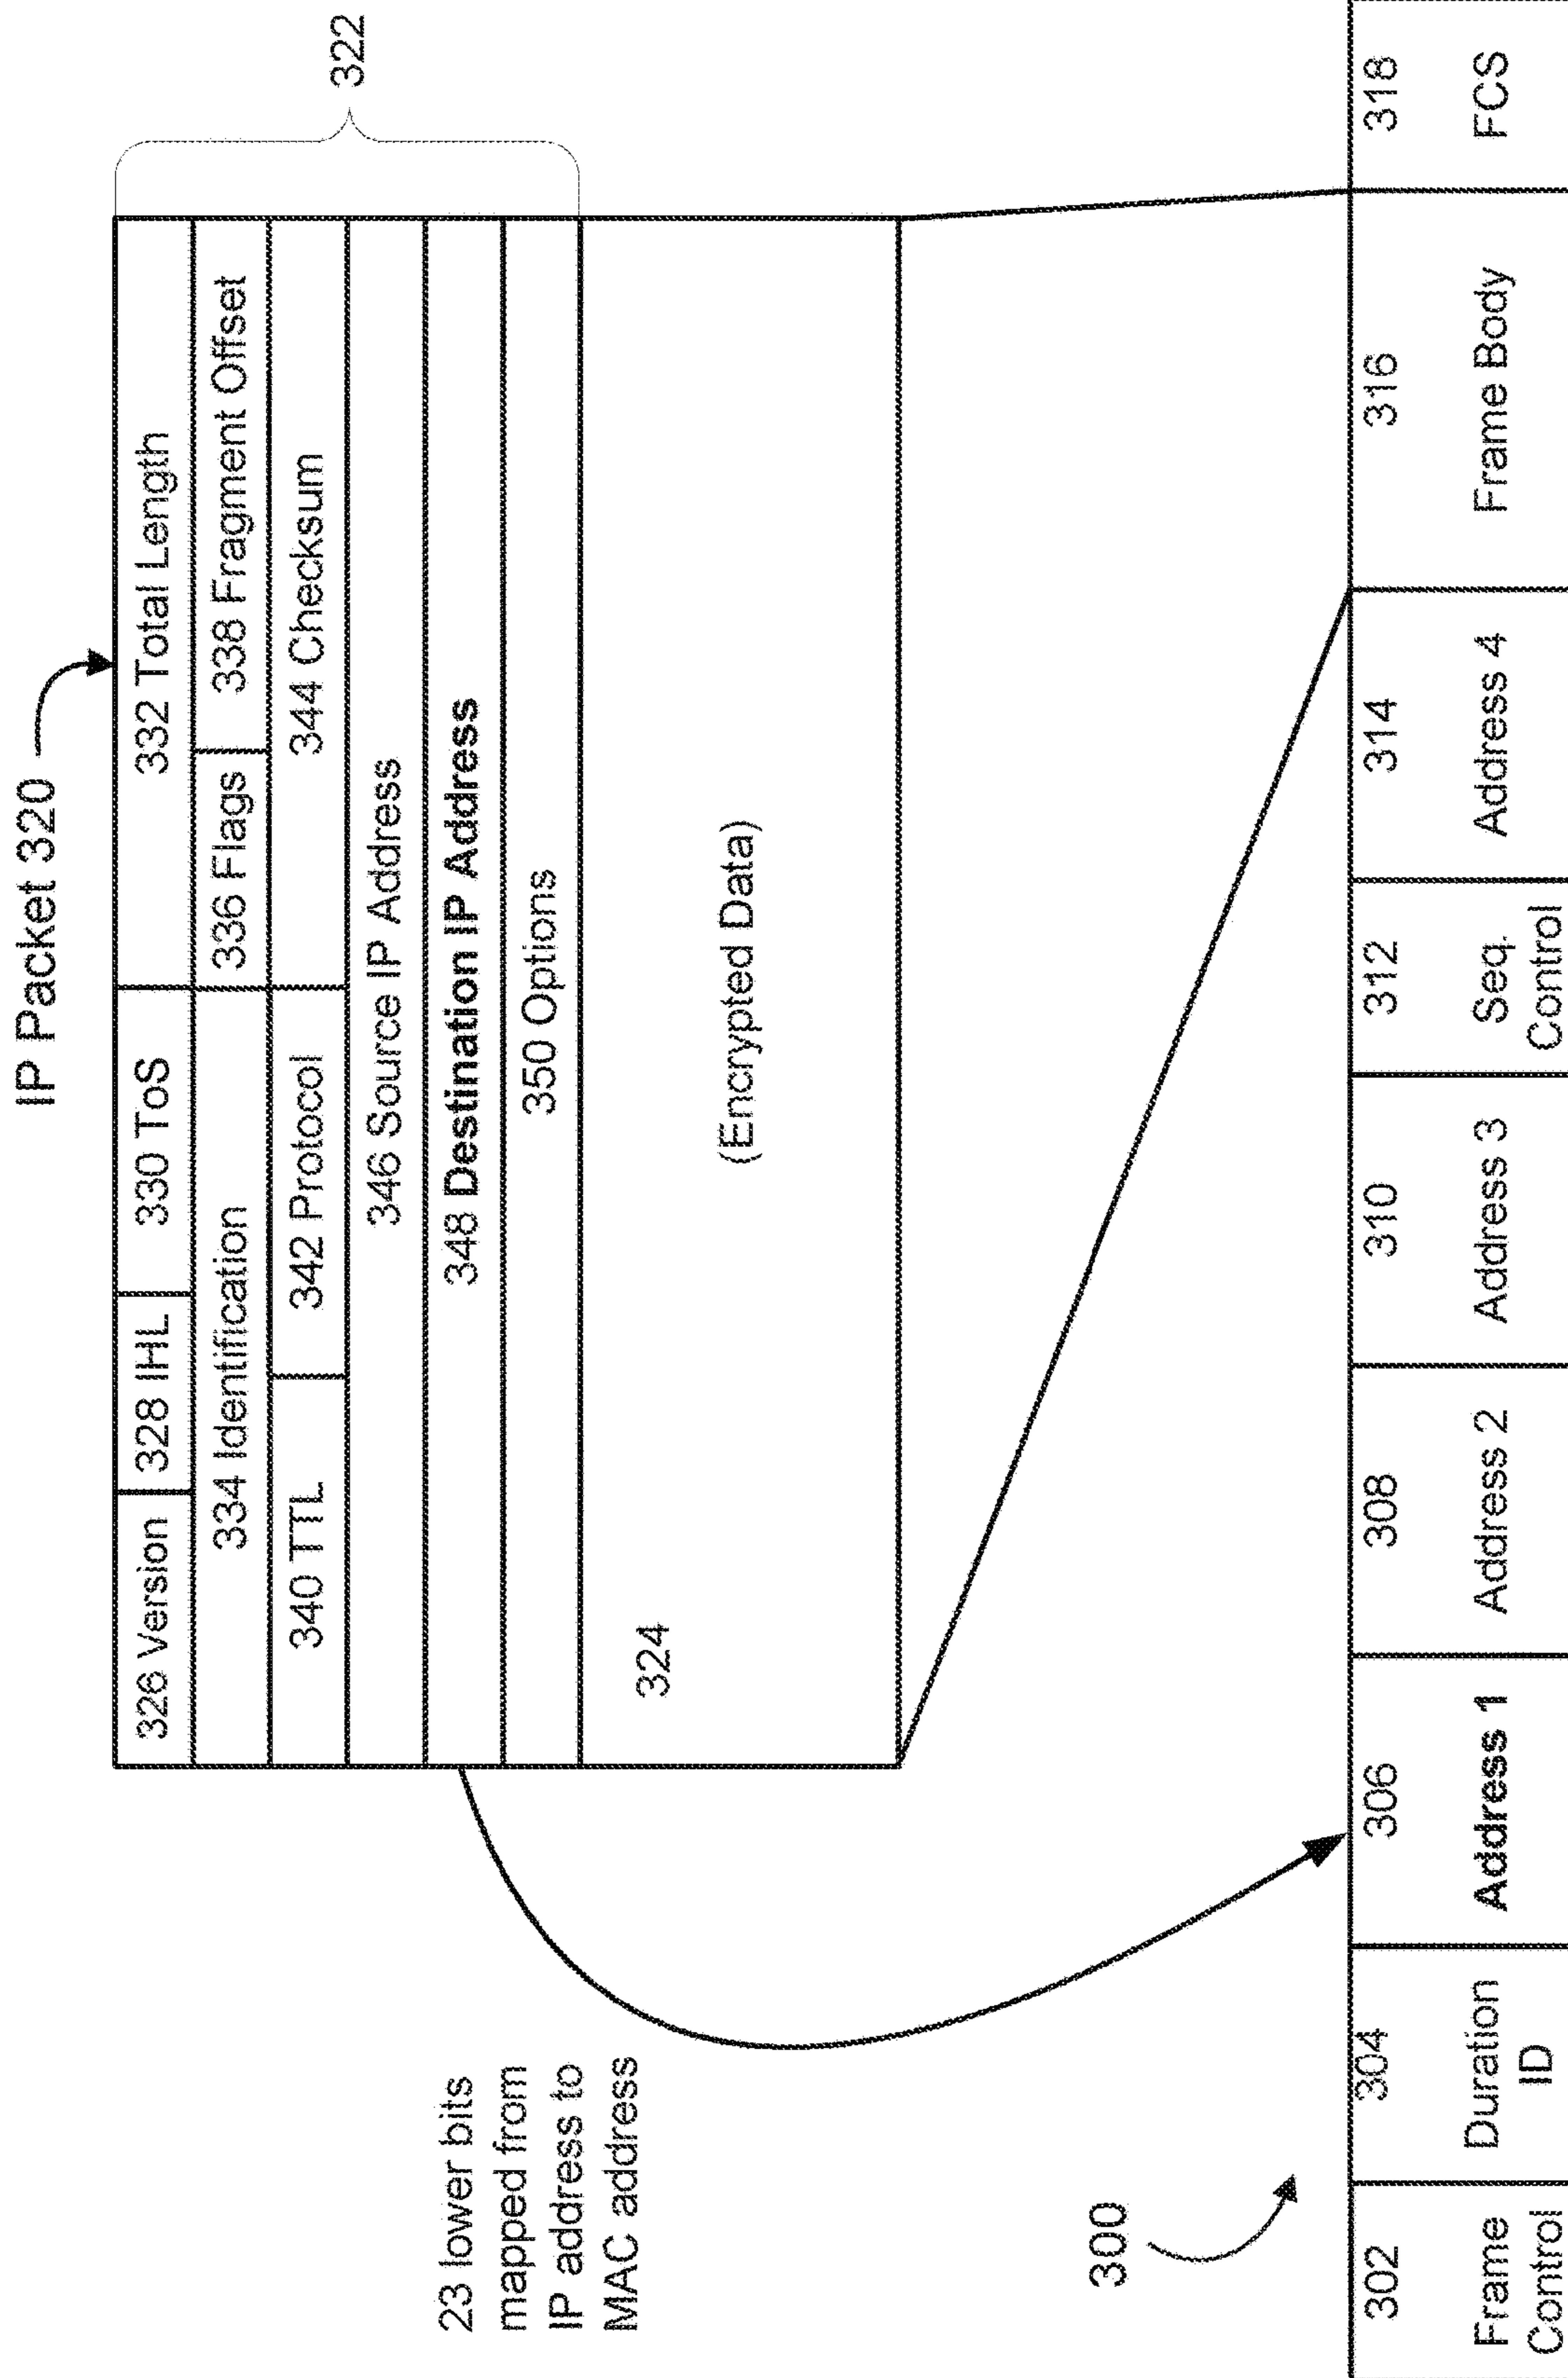 IP Packet 320
326 Version
328 IHL
330 ToS
332 Total Length
334 Identification
336 Flags
338 Fragment Offset
340 TTL
342 Protocol
344 Checksum
346 Source IP Address
348 Destination IP Address
350 Options
322
324
(Encrypted Data)
23 lower bits
mapped from
IP address to
MAC address
300
302
Frame
Control
304
Duration
ID
306
Address 1
308
Address 2
310
Address 3
312
Seq.
Control
314
Address 4
316
Frame Body
318
FCS